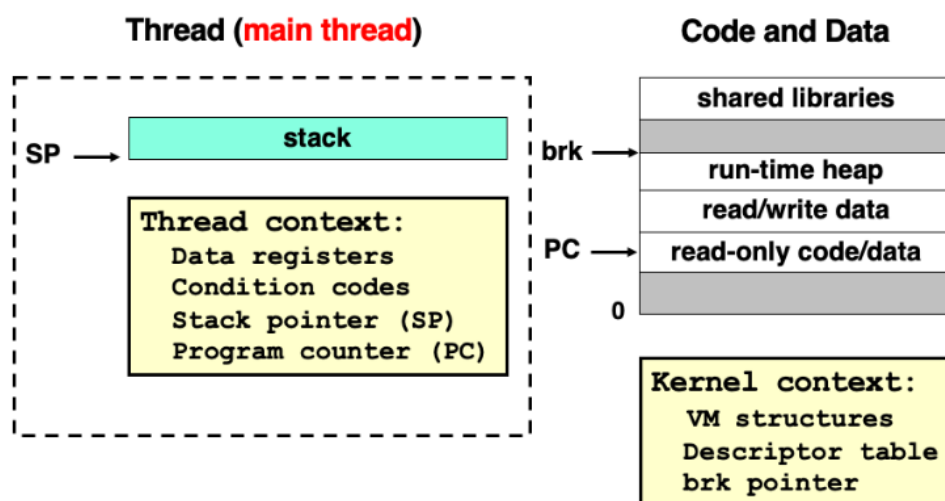 Thread (main thread)
SP
stack
Thread context:
Data registers
Condition codes
Stack pointer (SP)
Program counter (PC)
Code and Data
shared libraries
brk
run-time heap
read/write data
PC
read-only code/data
0
Kernel context:
VM structures
Descriptor table
brk pointer